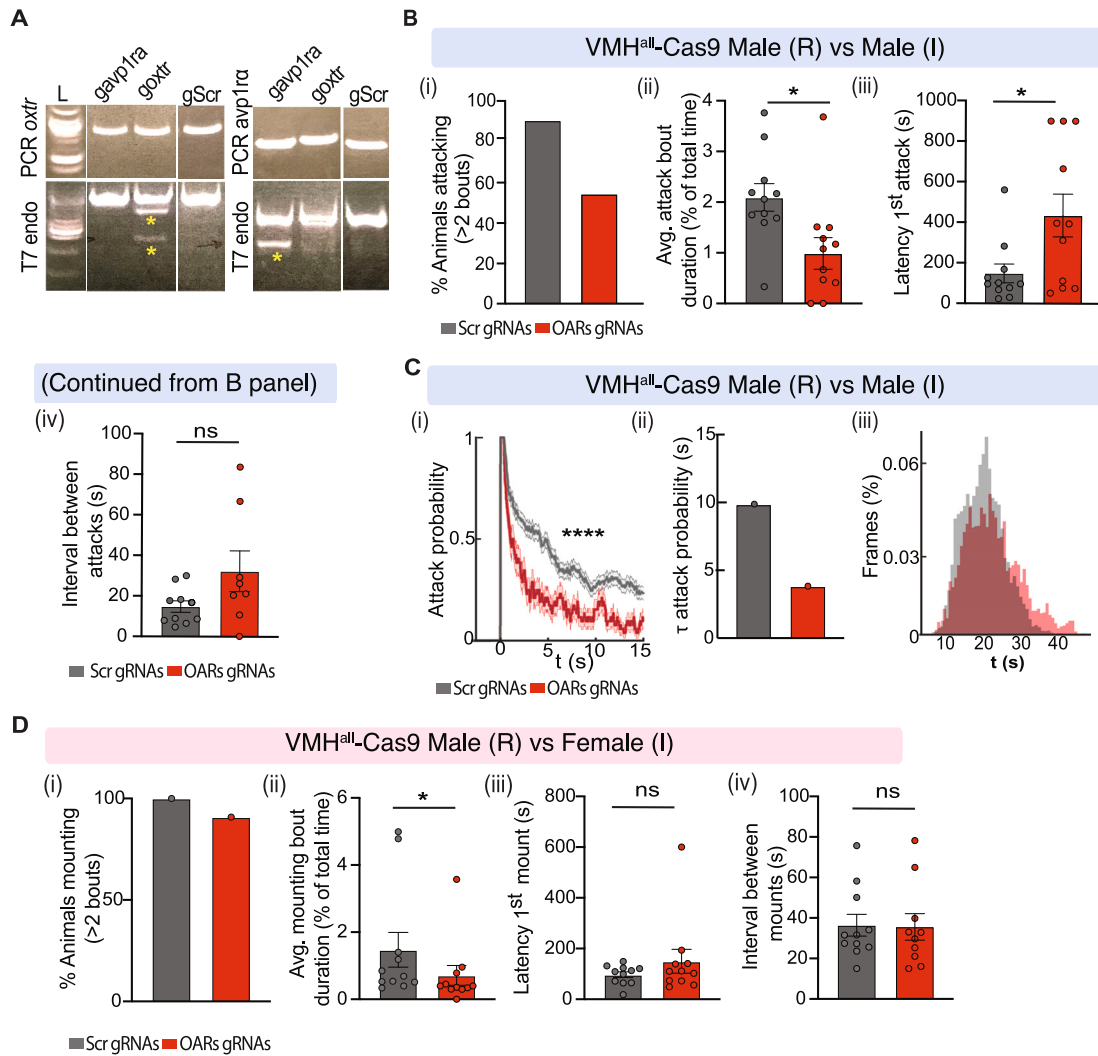 A
L
gavp1ra
goxtr
gScr
gavp1ra
goxtr
gScr
PCR oxtr
PCR avp1rα
T7 endo
T7 endo
*
*
*
B
VMHall-Cas9 Male (R) vs Male (I)
(i)
% Animals attacking
(>2 bouts)
100
80
60
40
20
0
(ii)
Avg. attack bout
duration (% of total time)
4
3
2
1
0
*
(iii)
Latency 1st attack (s)
1000
800
600
400
200
0
*
Scr gRNAs
OARs gRNAs
(Continued from B panel)
(iv)
Interval between
attacks (s)
100
80
60
40
20
0
ns
Scr gRNAs
OARs gRNAs
C
VMHall-Cas9 Male (R) vs Male (I)
(i)
Attack probability
1
0.5
0
****
0
5
10
15
t (s)
(ii)
τ attack probability (s)
15
10
5
0
(iii)
Frames (%)
0.06
0.03
0
10
20
30
40
t (s)
Scr gRNAs
OARs gRNAs
D
VMHall-Cas9 Male (R) vs Female (I)
(i)
% Animals mounting
(>2 bouts)
100
50
0
(ii)
Avg. mounting bout
duration (% of total time)
6
4
2
0
*
(iii)
Latency 1st mount (s)
800
600
400
200
0
ns
(iv)
Interval between
mounts (s)
100
80
60
40
20
0
ns
Scr gRNAs
OARs gRNAs